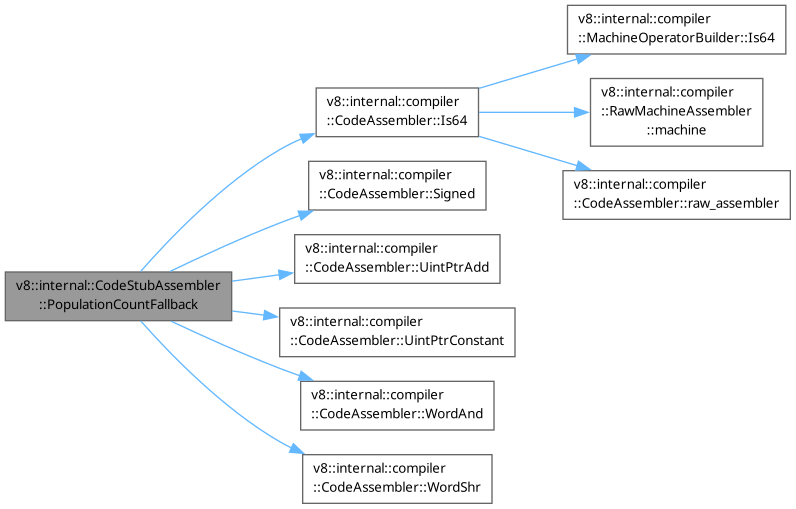 v8::internal::compiler
::MachineOperatorBuilder::Is64
v8::internal::compiler
::CodeAssembler::Is64
v8::internal::compiler
::RawMachineAssembler
::machine
v8::internal::compiler
::CodeAssembler::Signed
v8::internal::compiler
::CodeAssembler::raw_assembler
v8::internal::compiler
::CodeAssembler::UintPtrAdd
v8::internal::CodeStubAssembler
::PopulationCountFallback
v8::internal::compiler
::CodeAssembler::UintPtrConstant
v8::internal::compiler
::CodeAssembler::WordAnd
v8::internal::compiler
::CodeAssembler::WordShr